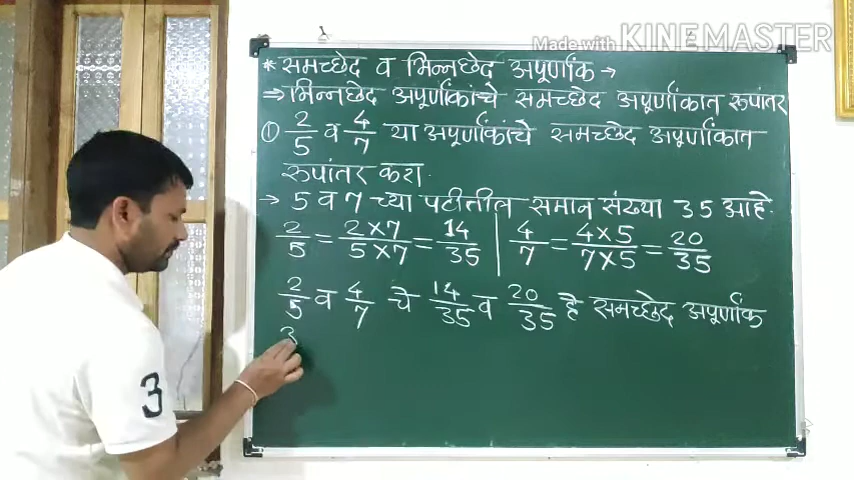 Made with KINEMASTER
* समच्छेद व भिन्नछेद अपूर्णांक →
⇒ भिन्नछेद अपूर्णांकांचे समच्छेद अपूर्णांकात रूपांतर
① 2/5 व 4/7 या अपूर्णांकांचे समच्छेद अपूर्णांकात
रूपांतर करा.
→ 5 व 7 च्या पटीतील समान संख्या 35 आहे.
2/5 = 2×7/5×7 = 14/35 | 4/7 = 4×5/7×5 = 20/35
2/5 व 4/7 चे 14/35 व 20/35 हे समच्छेद अपूर्णांक
3